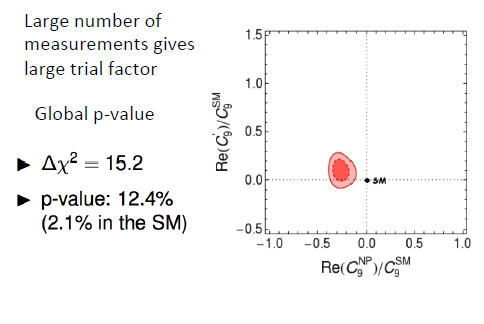 Large number of
measurements gives
large trial factor
Global p-value
► Δχ² = 15.2
► p-value: 12.4%
(2.1% in the SM)
1.5
1.0
0.5
0.0
-0.5
Re(C₉')/C₉^SM
SM
-1.0 -0.5 0.0 0.5 1.0
Re(C₉^NP)/C₉^SM